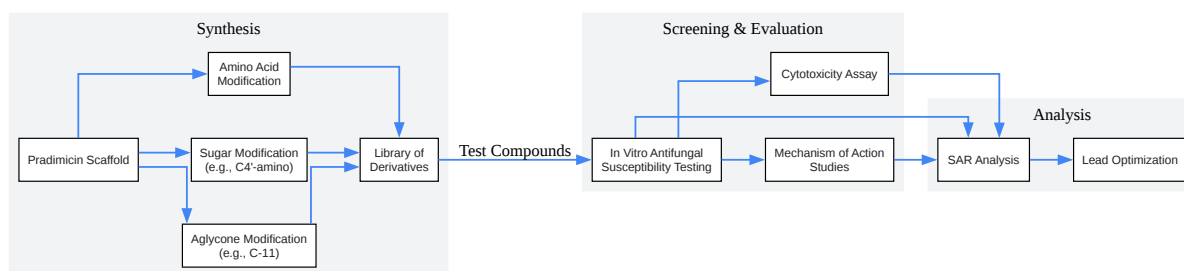 Synthesis
Amino Acid
Modification
Pradimicin Scaffold
Sugar Modification
(e.g., C4'-amino)
Library of
Derivatives
Aglycone Modification
(e.g., C-11)
Test Compounds
Screening & Evaluation
Cytotoxicity Assay
In Vitro Antifungal
Susceptibility Testing
Mechanism of Action
Studies
Analysis
SAR Analysis
Lead Optimization